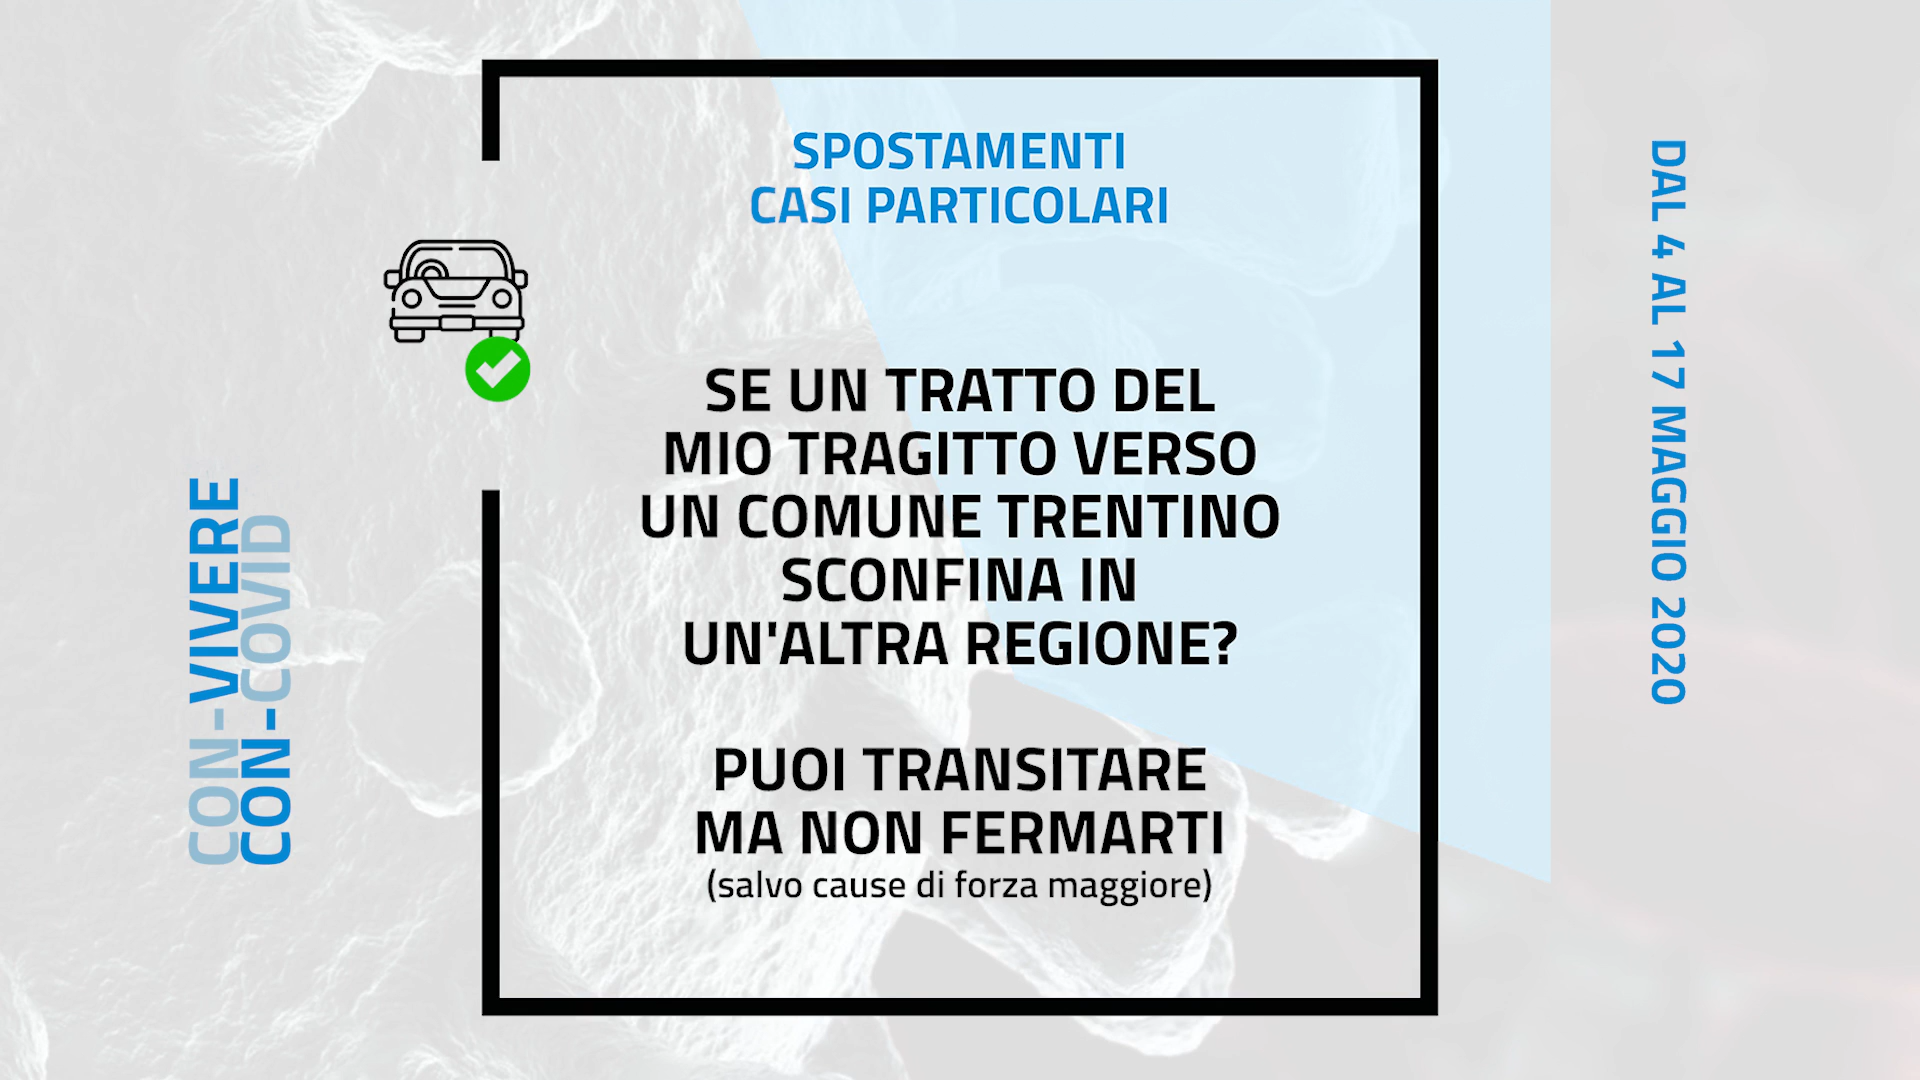 SPOSTAMENTI
CASI PARTICOLARI
SE UN TRATTO DEL
MIO TRAGITTO VERSO
UN COMUNE TRENTINO
SCONFINA IN
UN'ALTRA REGIONE?
PUOI TRANSITARE
MA NON FERMARTI
(salvo cause di forza maggiore)
CON-VIVERE
CON-COVID
DAL 4 AL 17 MAGGIO 2020